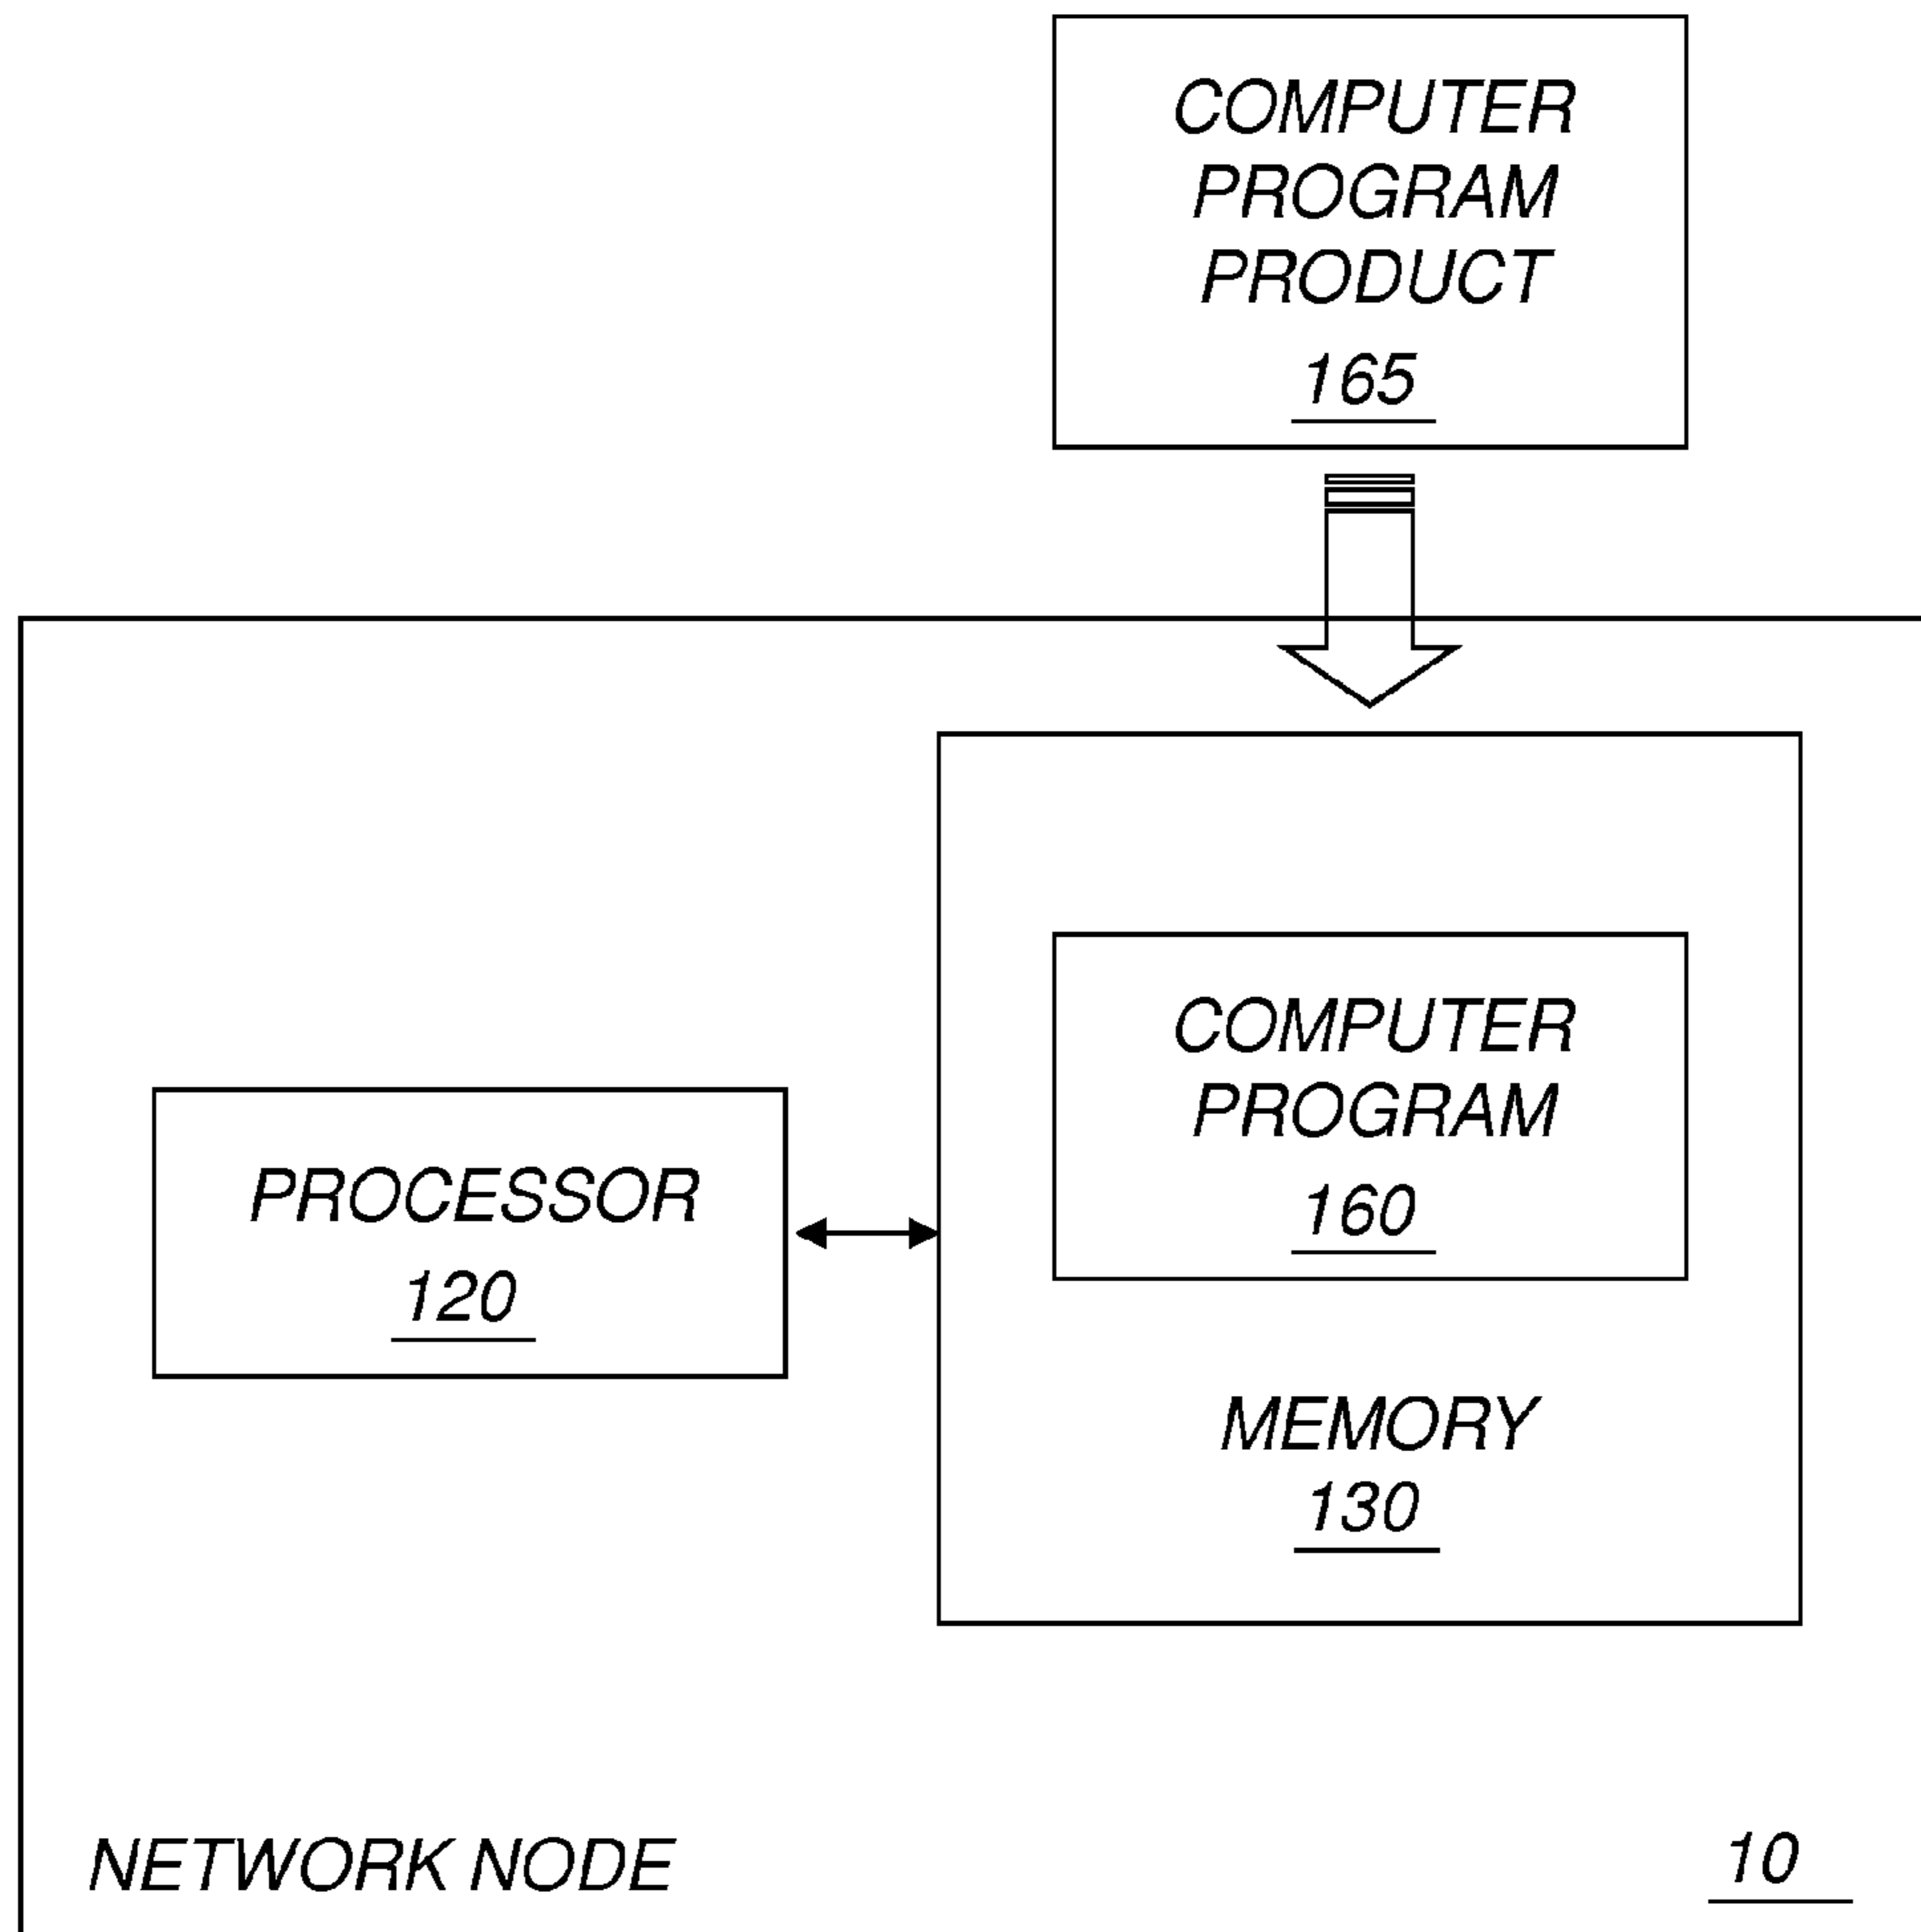 COMPUTER
PROGRAM
PRODUCT
165
COMPUTER
PROGRAM
160
PROCESSOR
120
MEMORY
130
NETWORK NODE
10